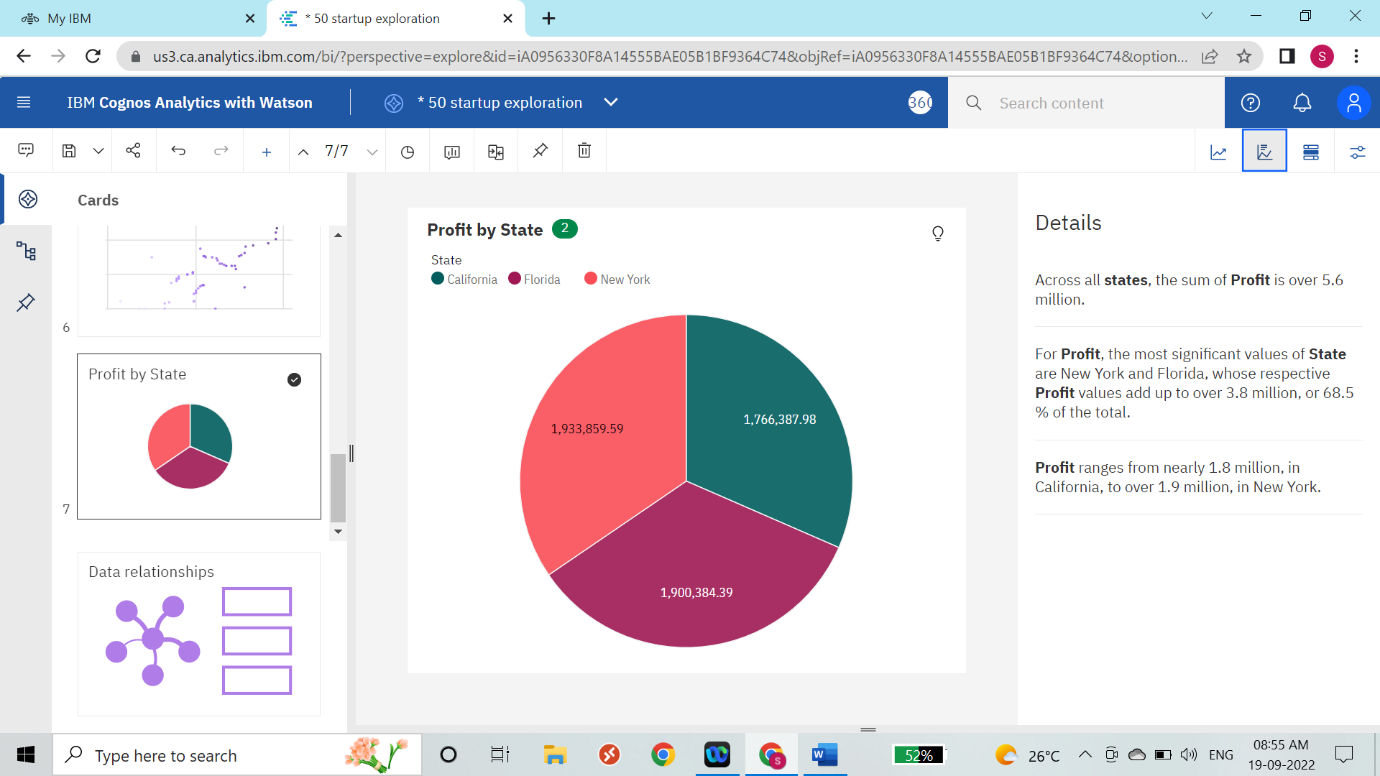 My IBM
* 50 startup exploration
us3.ca.analytics.ibm.com/bi/?perspective=explore&id=iA0956330F8A14555BAE05B1BF9364C74&objRef=iA0956330F8A14555BAE05B1BF9364C74&option...
S
IBM Cognos Analytics with Watson
* 50 startup exploration
360
Search content
7/7
Cards
6
Profit by State
7
Data relationships
Profit by State 2
State
California Florida New York
1,933,859.59
1,766,387.98
1,900,384.39
Details
Across all states, the sum of Profit is over 5.6
million.
For Profit, the most significant values of State
are New York and Florida, whose respective
Profit values add up to over 3.8 million, or 68.5
% of the total.
Profit ranges from nearly 1.8 million, in
California, to over 1.9 million, in New York.
Type here to search
S
W
52%
26°C
ENG
08:55 AM
19-09-2022